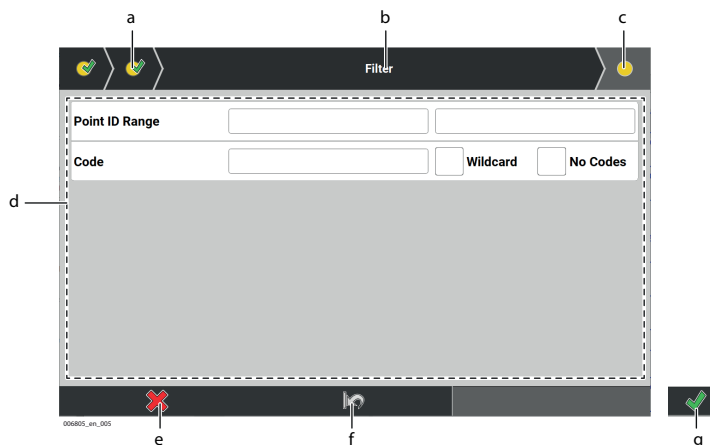 a b c
Filter
Point ID Range
d
Code Wildcard No Codes
006805_en_005
e f g